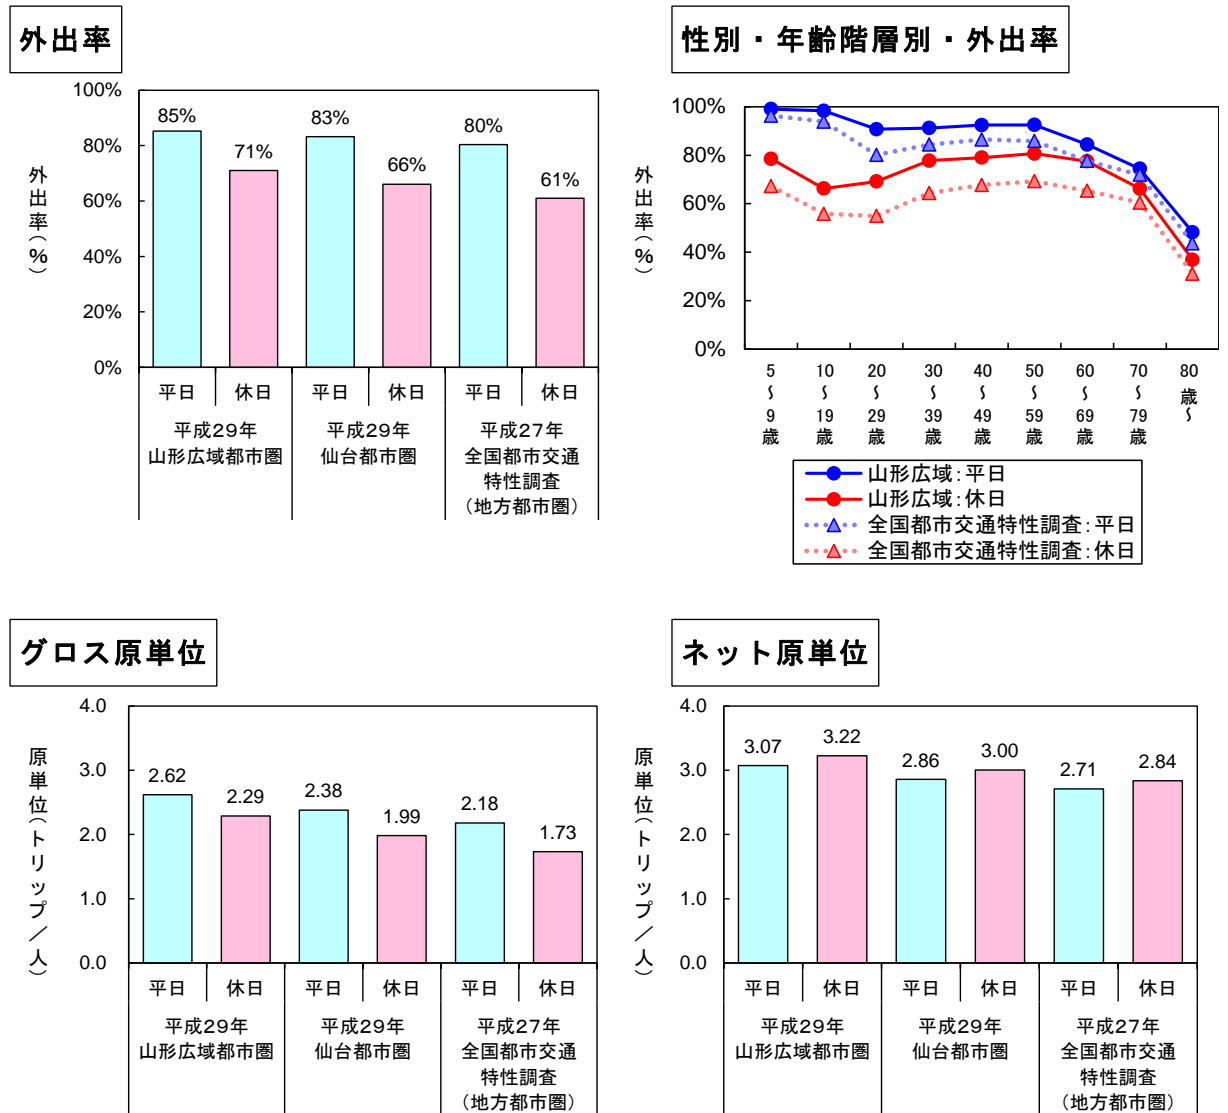 外出率
100%
80%
60%
40%
20%
0%
外出率(%)
85%
71%
83%
66%
80%
61%
平日
休日
平日
休日
平日
休日
平成29年
山形広域都市圏
平成29年
仙台都市圏
平成27年
全国都市交通
特性調査
(地方都市圏)
性別・年齢階層別・外出率
100%
80%
60%
40%
20%
0%
外出率(%)
5～9歳
10～19歳
20～29歳
30～39歳
40～49歳
50～59歳
60～69歳
70～79歳
80歳～
山形広域:平日
山形広域:休日
全国都市交通特性調査:平日
全国都市交通特性調査:休日
グロス原単位
4.0
3.0
2.0
1.0
0.0
原単位(トリップ／人)
2.62
2.29
2.38
1.99
2.18
1.73
平日
休日
平日
休日
平日
休日
平成29年
山形広域都市圏
平成29年
仙台都市圏
平成27年
全国都市交通
特性調査
(地方都市圏)
ネット原単位
4.0
3.0
2.0
1.0
0.0
原単位(トリップ／人)
3.07
3.22
2.86
3.00
2.71
2.84
平日
休日
平日
休日
平日
休日
平成29年
山形広域都市圏
平成29年
仙台都市圏
平成27年
全国都市交通
特性調査
(地方都市圏)